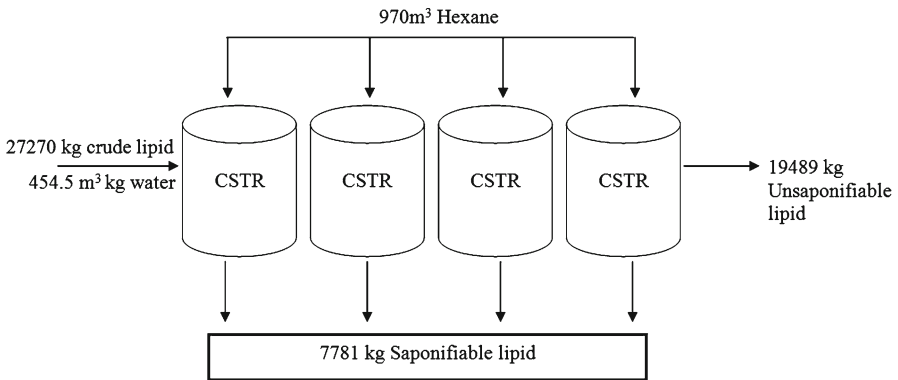 970m³ Hexane
27270 kg crude lipid
454.5 m³ kg water
CSTR
CSTR
CSTR
CSTR
19489 kg
Unsaponifiable
lipid
7781 kg Saponifiable lipid